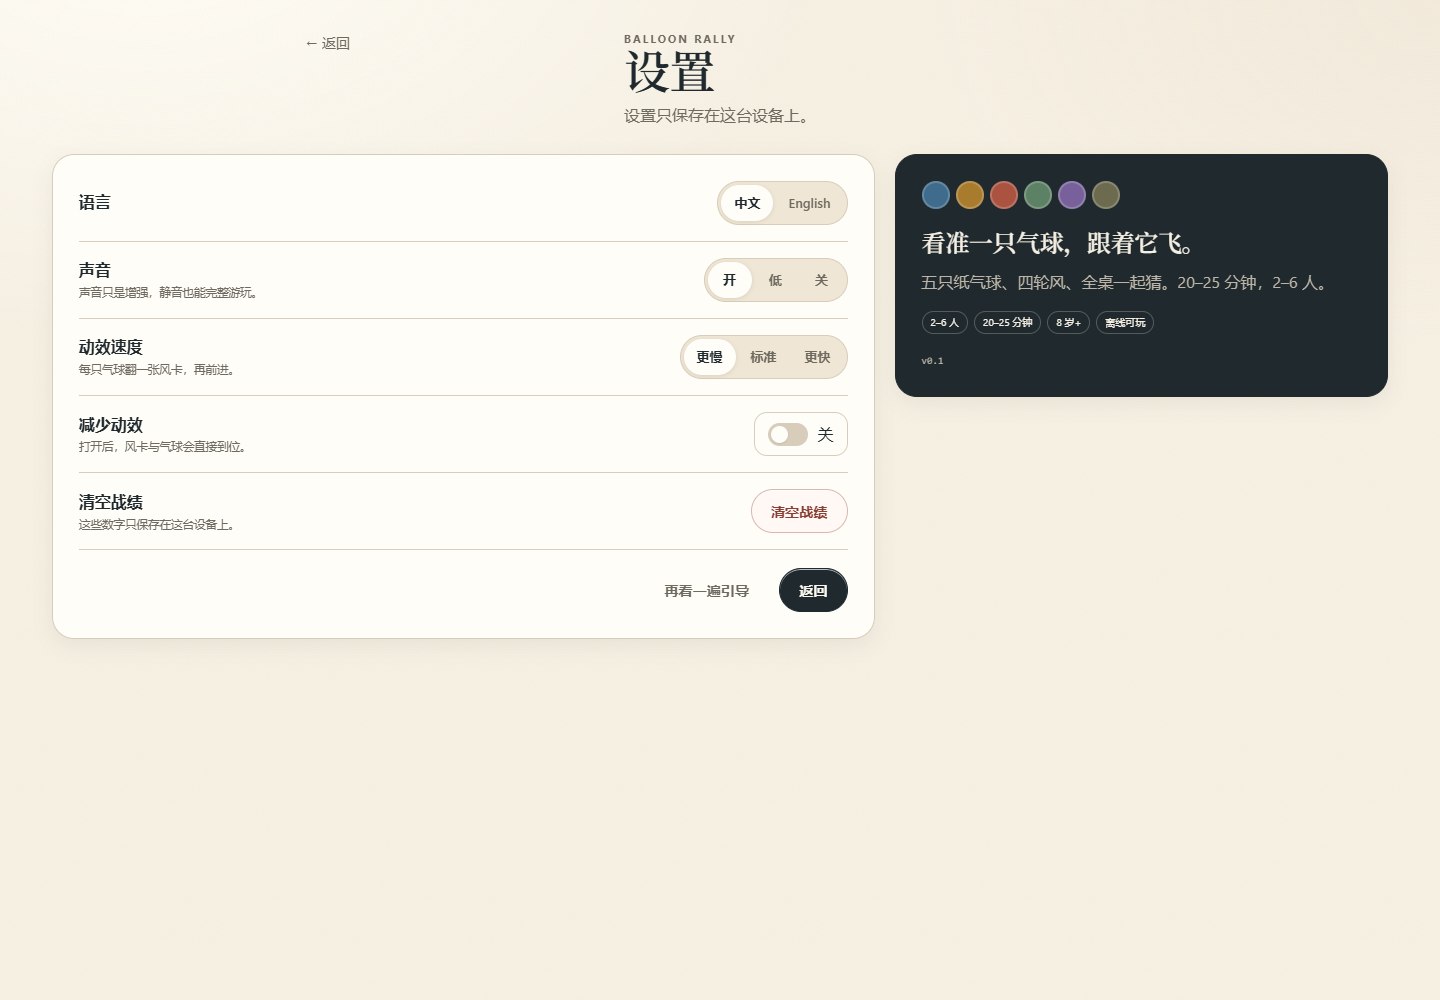 ← 返回
BALLOON RALLY
设置
设置只保存在这台设备上。
语言
中文 English
声音
声音只是增强，静音也能完整游玩。
开 低 关
动效速度
每只气球翻一张风卡，再前进。
更慢 标准 更快
减少动效
打开后，风卡与气球会直接到位。
关
清空战绩
这些数字只保存在这台设备上。
清空战绩
再看一遍引导 返回
看准一只气球，跟着它飞。
五只纸气球、四轮风、全桌一起猜。20–25 分钟，2–6 人。
2–6 人 20–25 分钟 8 岁+ 离线可玩
v0.1